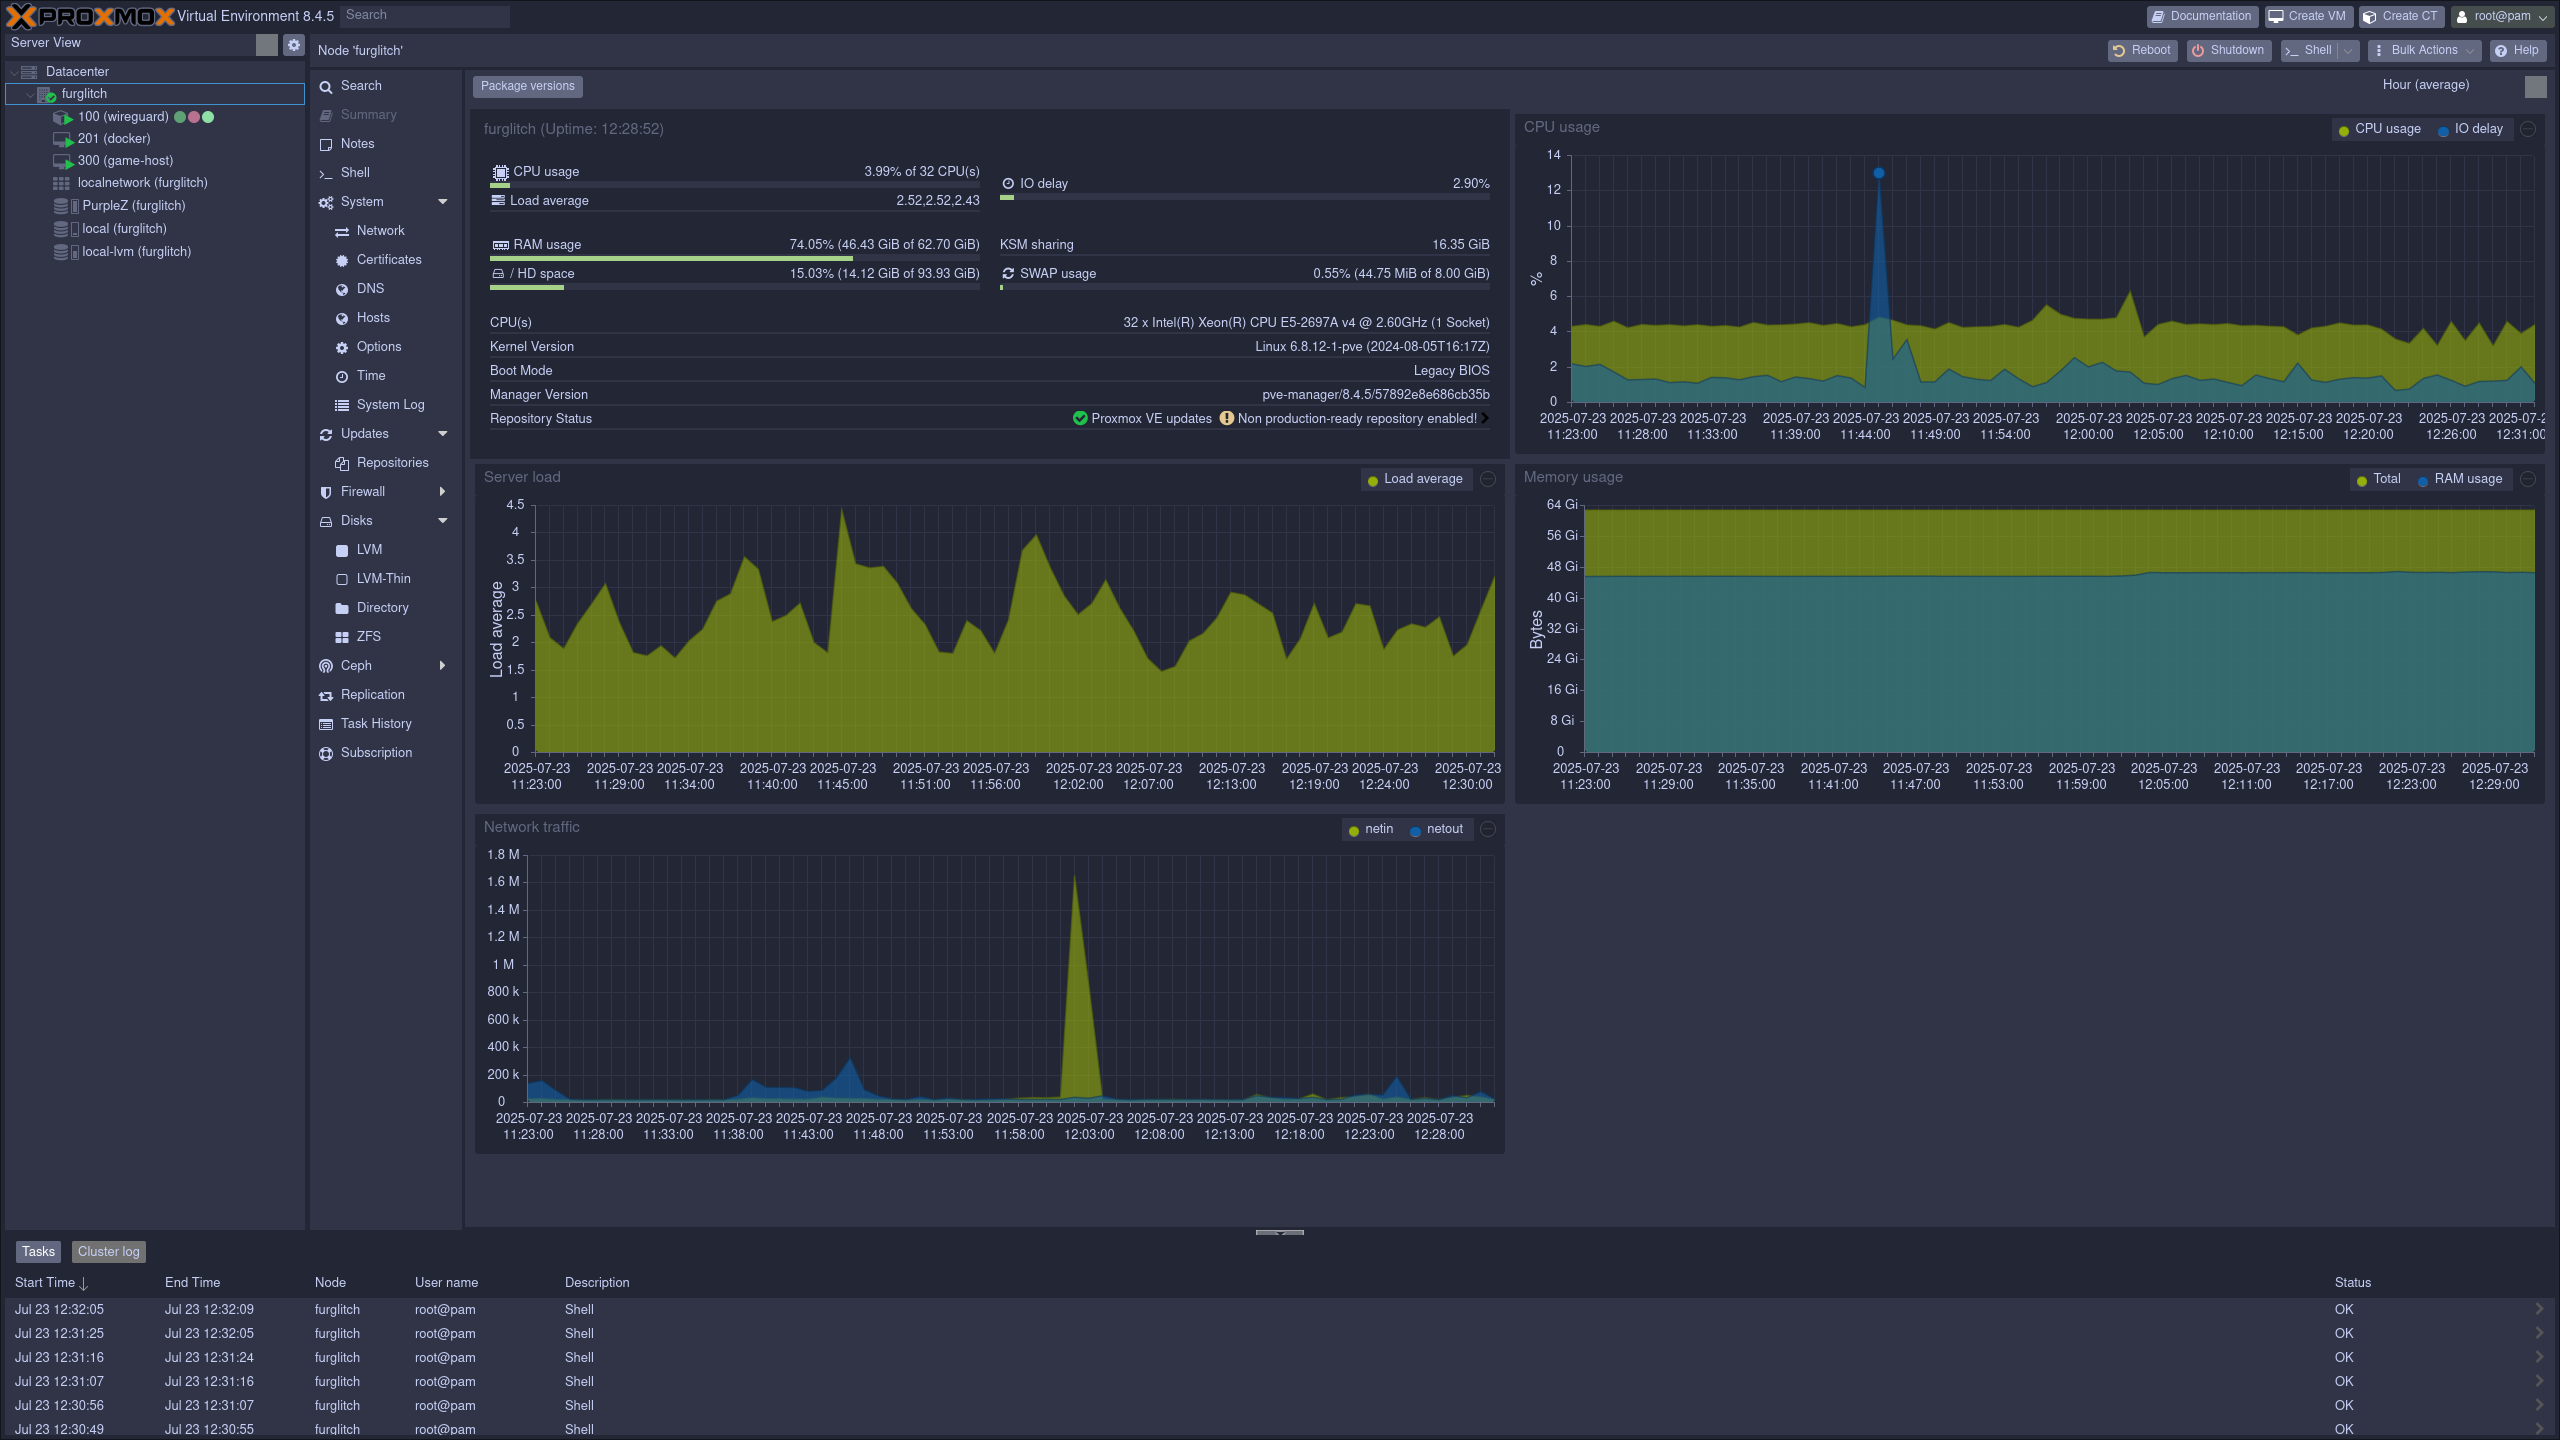 PROXMOX Virtual Environment 8.4.5 Search Documentation Create VM Create CT root@pam
Server View
Node 'furglitch' Reboot Shutdown Shell Bulk Actions Help
Datacenter
furglitch
100 (wireguard)
201 (docker)
300 (game-host)
localnetwork (furglitch)
PurpleZ (furglitch)
local (furglitch)
local-lvm (furglitch)
Search
Summary
Notes
Shell
System
Network
Certificates
DNS
Hosts
Options
Time
System Log
Updates
Repositories
Firewall
Disks
LVM
LVM-Thin
Directory
ZFS
Ceph
Replication
Task History
Subscription
Package versions Hour (average)
furglitch (Uptime: 12:28:52)
CPU usage 3.99% of 32 CPU(s)
IO delay 2.90%
Load average 2.52,2.52,2.43
RAM usage 74.05% (46.43 GiB of 62.70 GiB) KSM sharing 16.35 GiB
/ HD space 15.03% (14.12 GiB of 93.93 GiB) SWAP usage 0.55% (44.75 MiB of 8.00 GiB)
CPU(s) 32 x Intel(R) Xeon(R) CPU E5-2697A v4 @ 2.60GHz (1 Socket)
Kernel Version Linux 6.8.12-1-pve (2024-08-05T16:17Z)
Boot Mode Legacy BIOS
Manager Version pve-manager/8.4.5/57892e8e686cb35b
Repository Status Proxmox VE updates Non production-ready repository enabled!
CPU usage CPU usage IO delay
14
12
10
8
6
4
2
0
%
2025-07-23 2025-07-23 2025-07-23 2025-07-23 2025-07-23 2025-07-23 2025-07-23 2025-07-23 2025-07-23 2025-07-23 2025-07-23 2025-07-23 2025-07-23 2025-07-2
11:23:00 11:28:00 11:33:00 11:39:00 11:44:00 11:49:00 11:54:00 12:00:00 12:05:00 12:10:00 12:15:00 12:20:00 12:26:00 12:31:00
Server load Load average
4.5
4
3.5
3
2.5
2
1.5
1
0.5
0
Load average
2025-07-23 2025-07-23 2025-07-23 2025-07-23 2025-07-23 2025-07-23 2025-07-23 2025-07-23 2025-07-23 2025-07-23 2025-07-23 2025-07-23 2025-07-23
11:23:00 11:29:00 11:34:00 11:40:00 11:45:00 11:51:00 11:56:00 12:02:00 12:07:00 12:13:00 12:19:00 12:24:00 12:30:00
Memory usage Total RAM usage
64 Gi
56 Gi
48 Gi
40 Gi
32 Gi
24 Gi
16 Gi
8 Gi
0
Bytes
2025-07-23 2025-07-23 2025-07-23 2025-07-23 2025-07-23 2025-07-23 2025-07-23 2025-07-23 2025-07-23 2025-07-23 2025-07-23 2025-07-23
11:23:00 11:29:00 11:35:00 11:41:00 11:47:00 11:53:00 11:59:00 12:05:00 12:11:00 12:17:00 12:23:00 12:29:00
Network traffic netin netout
1.8 M
1.6 M
1.4 M
1.2 M
1 M
800 k
600 k
400 k
200 k
0
2025-07-23 2025-07-23 2025-07-23 2025-07-23 2025-07-23 2025-07-23 2025-07-23 2025-07-23 2025-07-23 2025-07-23 2025-07-23 2025-07-23 2025-07-23 2025-07-23
11:23:00 11:28:00 11:33:00 11:38:00 11:43:00 11:48:00 11:53:00 11:58:00 12:03:00 12:08:00 12:13:00 12:18:00 12:23:00 12:28:00
Tasks Cluster log
Start Time End Time Node User name Description Status
Jul 23 12:32:05 Jul 23 12:32:09 furglitch root@pam Shell OK
Jul 23 12:31:25 Jul 23 12:32:05 furglitch root@pam Shell OK
Jul 23 12:31:16 Jul 23 12:31:24 furglitch root@pam Shell OK
Jul 23 12:31:07 Jul 23 12:31:16 furglitch root@pam Shell OK
Jul 23 12:30:56 Jul 23 12:31:07 furglitch root@pam Shell OK
Jul 23 12:30:49 Jul 23 12:30:55 furglitch root@pam Shell OK